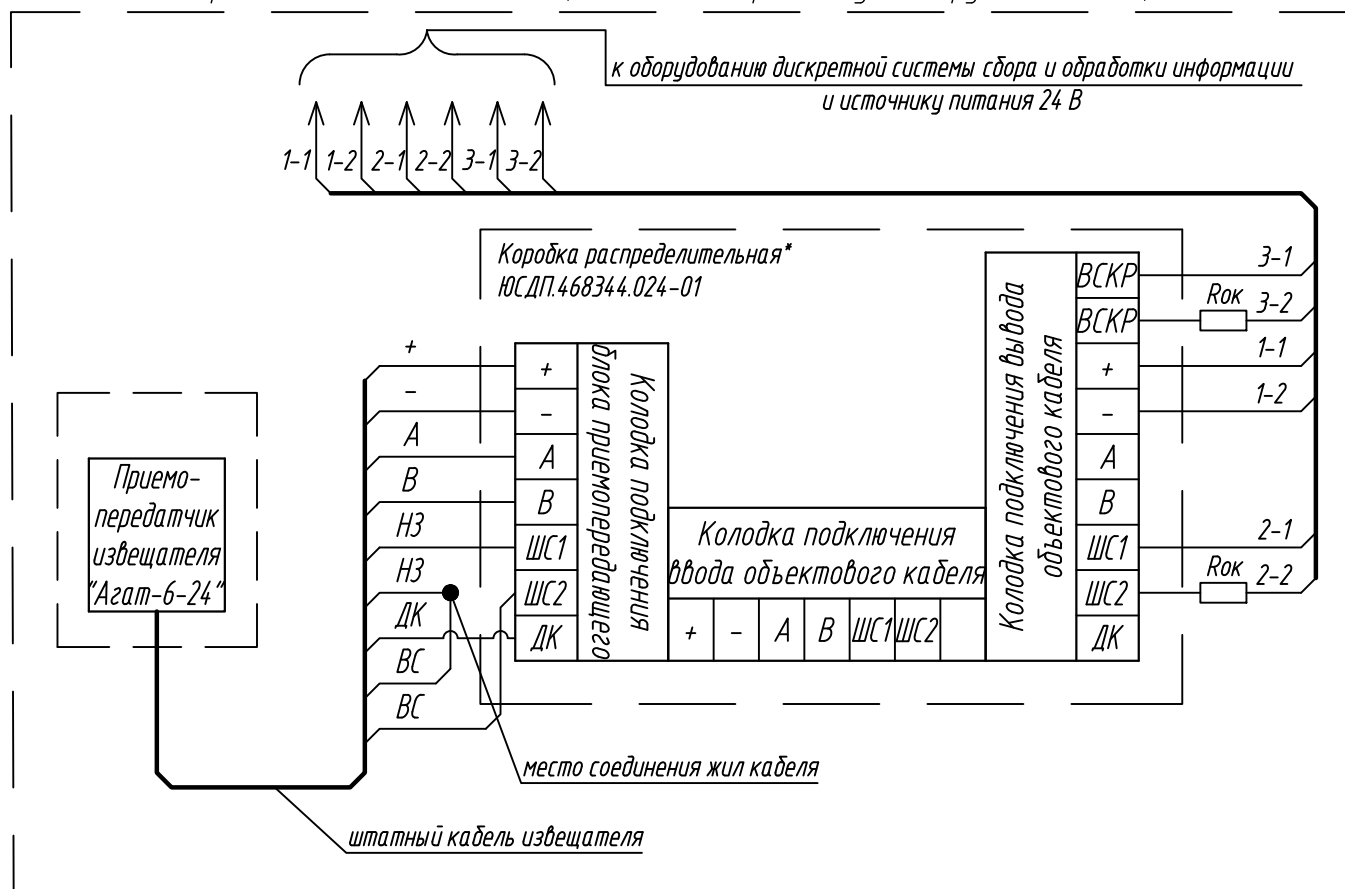 к оборудованию дискретной системы сбора и обработки информации
и источнику питания 24 В
1-1
1-2
2-1
2-2
3-1
3-2
Коробка распределительная*
ЮСДП.468344.024-01
Приемо-
передатчик
извещателя
"Агат-6-24"
+
-
А
В
НЗ
НЗ
ДК
ВС
ВС
+
-
А
В
ШС1
ШС2
ДК
Колодка подключения
блока приемопередающего
Колодка подключения
ввода объектового кабеля
+
-
А
В
ШС1
ШС2
Колодка подключения вывода
объектового кабеля
ВСКР
ВСКР
+
-
А
В
ШС1
ШС2
ДК
3-1
Rок
3-2
1-1
1-2
2-1
Rок
2-2
место соединения жил кабеля
штатный кабель извещателя